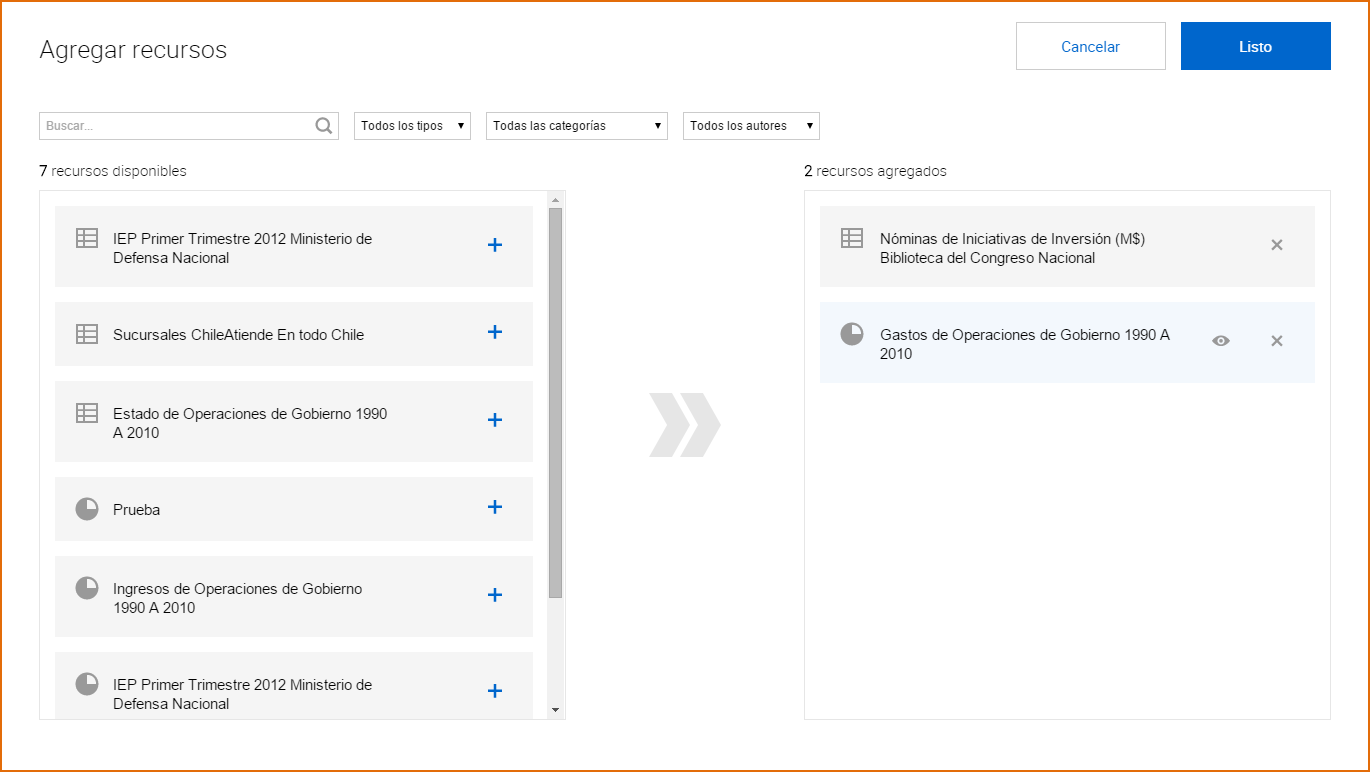 Agregar recursos
Cancelar
Listo
Buscar...
Todos los tipos
Todas las categorías
Todos los autores
7 recursos disponibles
IEP Primer Trimestre 2012 Ministerio de
Defensa Nacional
Sucursales ChileAtiende En todo Chile
Estado de Operaciones de Gobierno 1990
A 2010
Prueba
Ingresos de Operaciones de Gobierno
1990 A 2010
IEP Primer Trimestre 2012 Ministerio de
Defensa Nacional
2 recursos agregados
Nóminas de Iniciativas de Inversión (M$)
Biblioteca del Congreso Nacional
Gastos de Operaciones de Gobierno 1990 A
2010